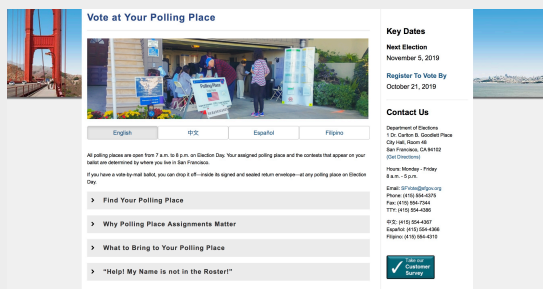 Vote at Your Polling Place
Polling Place
English
中文
Español
Filipino
All polling places are open from 7 a.m. to 8 p.m. on Election Day. Your assigned polling place and the contests that appear on your
ballot are determined by where you live in San Francisco.
If you have a vote-by-mail ballot, you can drop it off—inside its signed and sealed return envelope—at any polling place on Election
Day.
Find Your Polling Place
Why Polling Place Assignments Matter
What to Bring to Your Polling Place
"Help! My Name is not in the Roster!"
Key Dates
Next Election
November 5, 2019
Register To Vote By
October 21, 2019
Contact Us
Department of Elections
1 Dr. Carlton B. Goodlett Place
City Hall, Room 48
San Francisco, CA 94102
(Get Directions)
Hours: Monday - Friday
8 a.m. - 5 p.m.
Email: SFVote@sfgov.org
Phone: (415) 554-4375
Fax: (415) 554-7344
TTY: (415) 554-4386
中文: (415) 554-4367
Español: (415) 554-4366
Filipino: (415) 554-4310
Take our
Customer
Survey